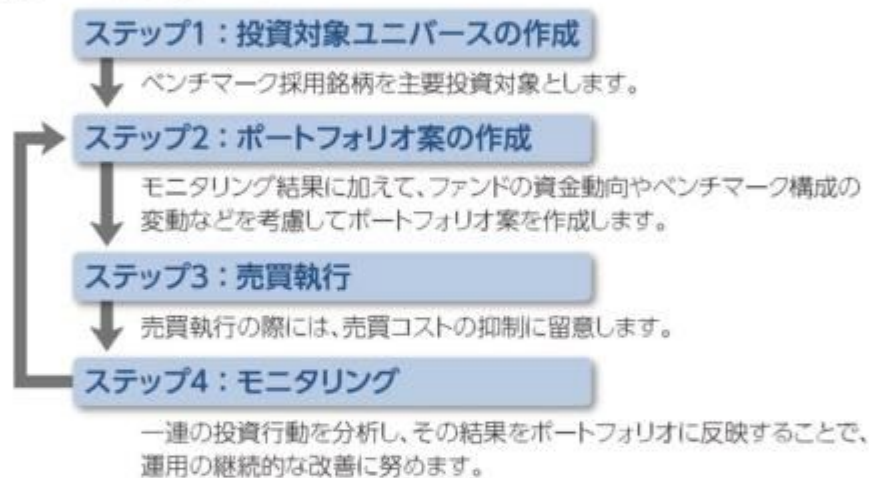 ステップ1：投資対象ユニバースの作成
ベンチマーク採用銘柄を主要投資対象とします。
ステップ2：ポートフォリオ案の作成
モニタリング結果に加えて、ファンドの資金動向やベンチマーク構成の
変動などを考慮してポートフォリオ案を作成します。
ステップ3：売買執行
売買執行の際には、売買コストの抑制に留意します。
ステップ4：モニタリング
一連の投資行動を分析し、その結果をポートフォリオに反映することで、
運用の継続的な改善に努めます。